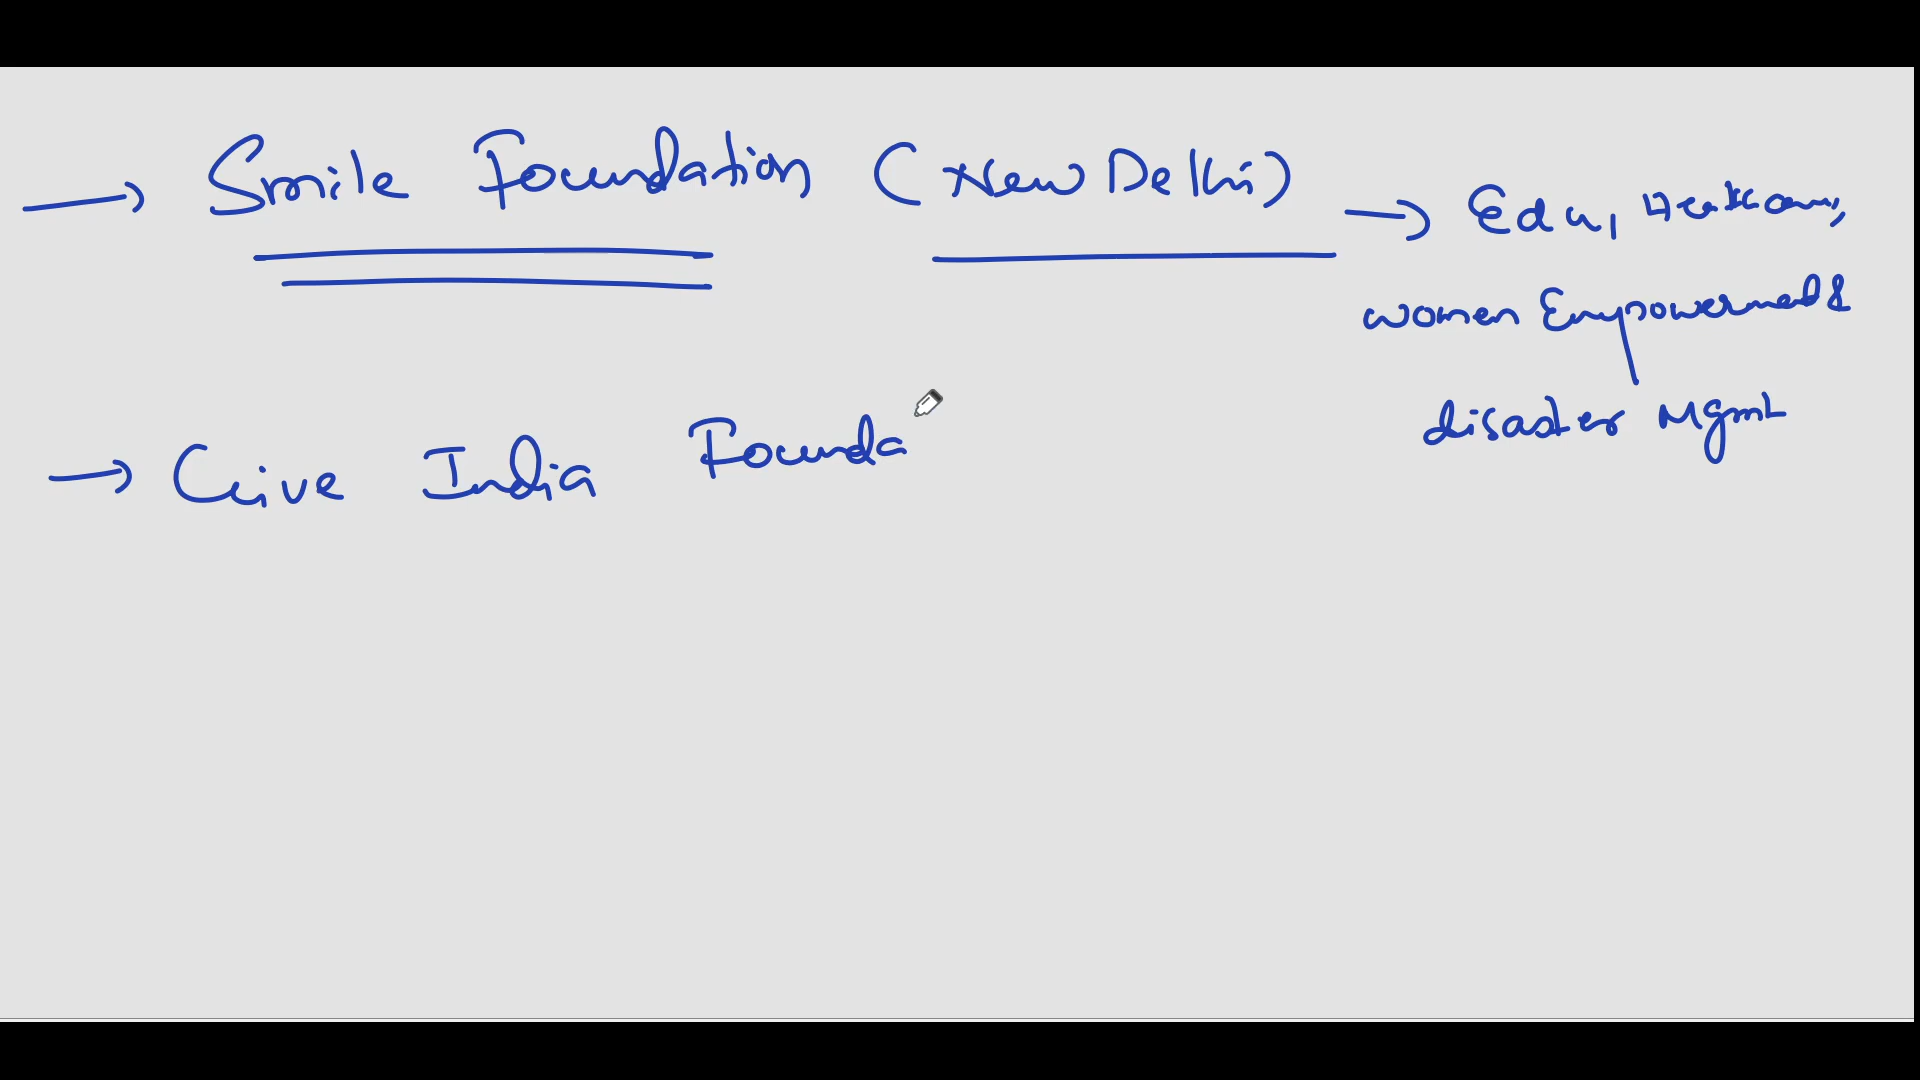 → Smile Foundation (New Delhi) → Edu, Healthcare,
women Empowerment &
disaster Mgmt
→ Give India Founda